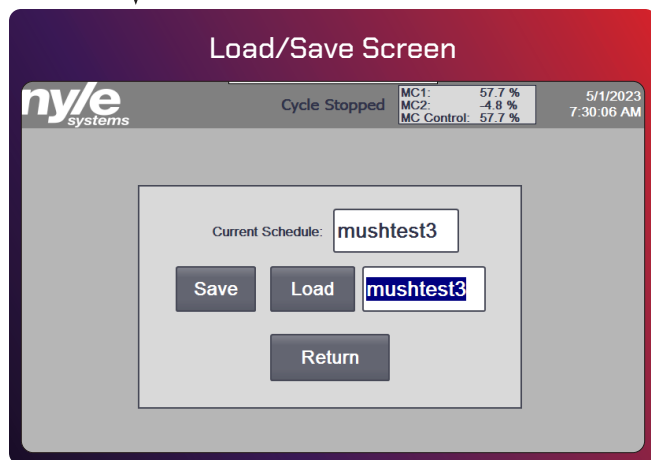 Load/Save Screen
nyle
systems
Cycle Stopped
MC1: 57.7 %
MC2: -4.8 %
MC Control: 57.7 %
5/1/2023
7:30:06 AM
Current Schedule: mushtest3
Save Load mushtest3
Return